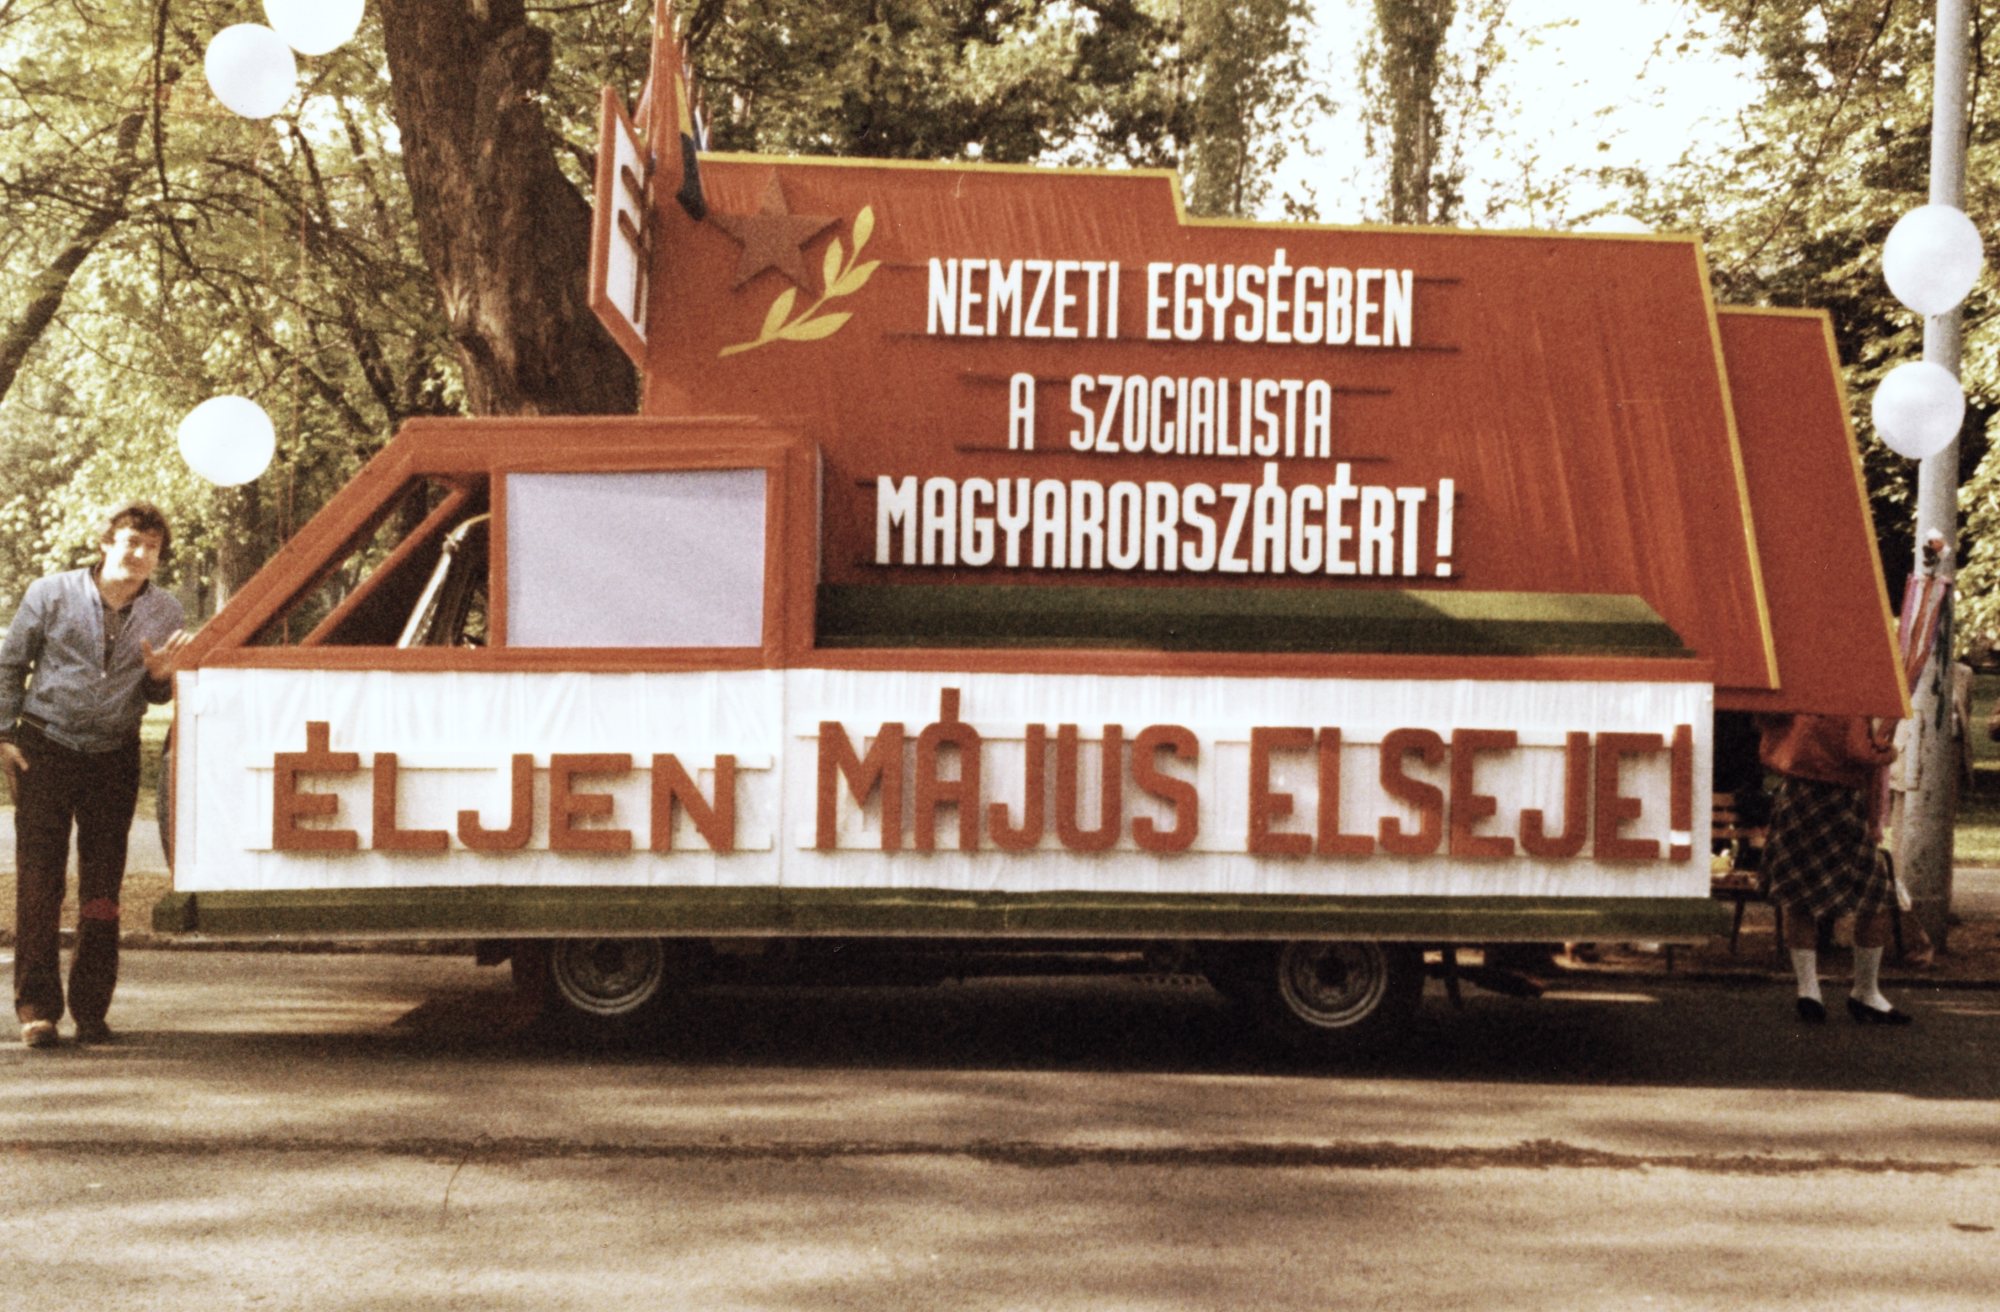 NEMZETI EGYSÉGBEN
A SZOCIALISTA
MAGYARORSZÁGÉRT!
ÉLJEN MÁJUS ELSEJE!